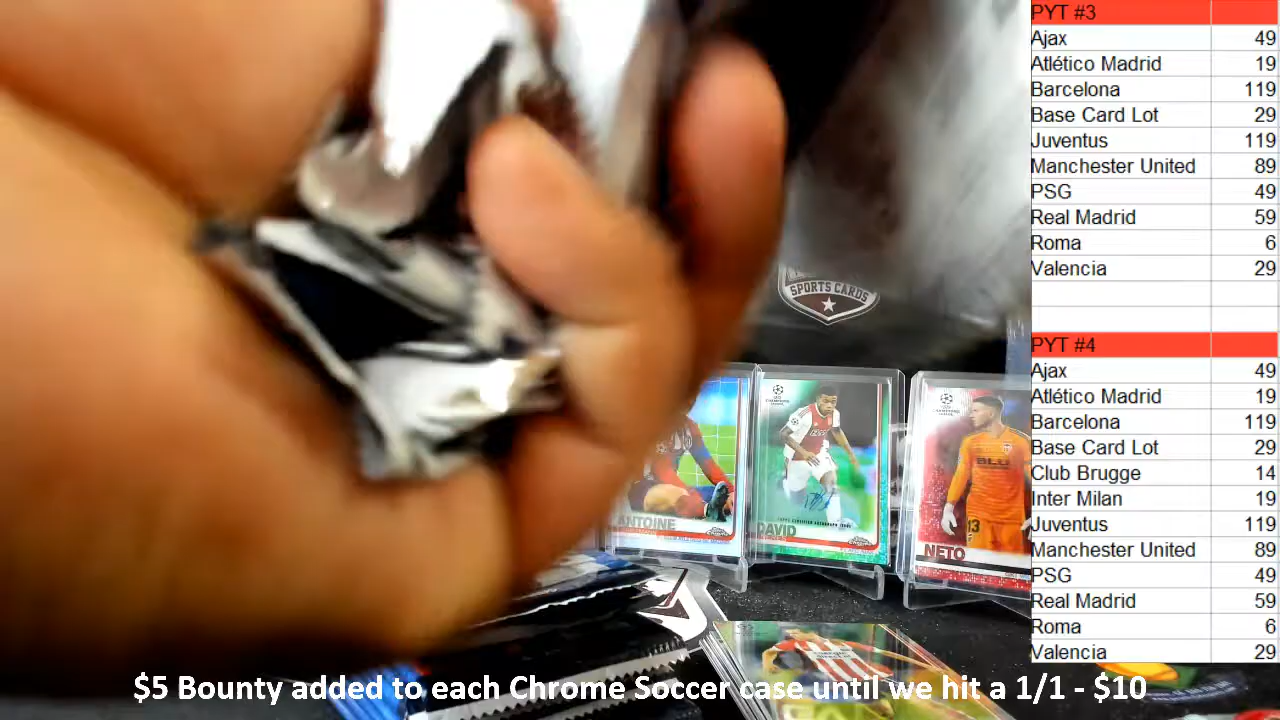 PYT #3
Ajax 49
Atlético Madrid 19
Barcelona 119
Base Card Lot 29
Juventus 119
Manchester United 89
PSG 49
Real Madrid 59
Roma 6
Valencia 29
PYT #4
Ajax 49
Atlético Madrid 19
Barcelona 119
Base Card Lot 29
Club Brugge 14
Inter Milan 19
Juventus 119
Manchester United 89
PSG 49
Real Madrid 59
Roma 6
Valencia 29
SPORTS CARDS
ANTOINE
DAVID
NETO
BLU
13
$5 Bounty added to each Chrome Soccer case until we hit a 1/1 - $10